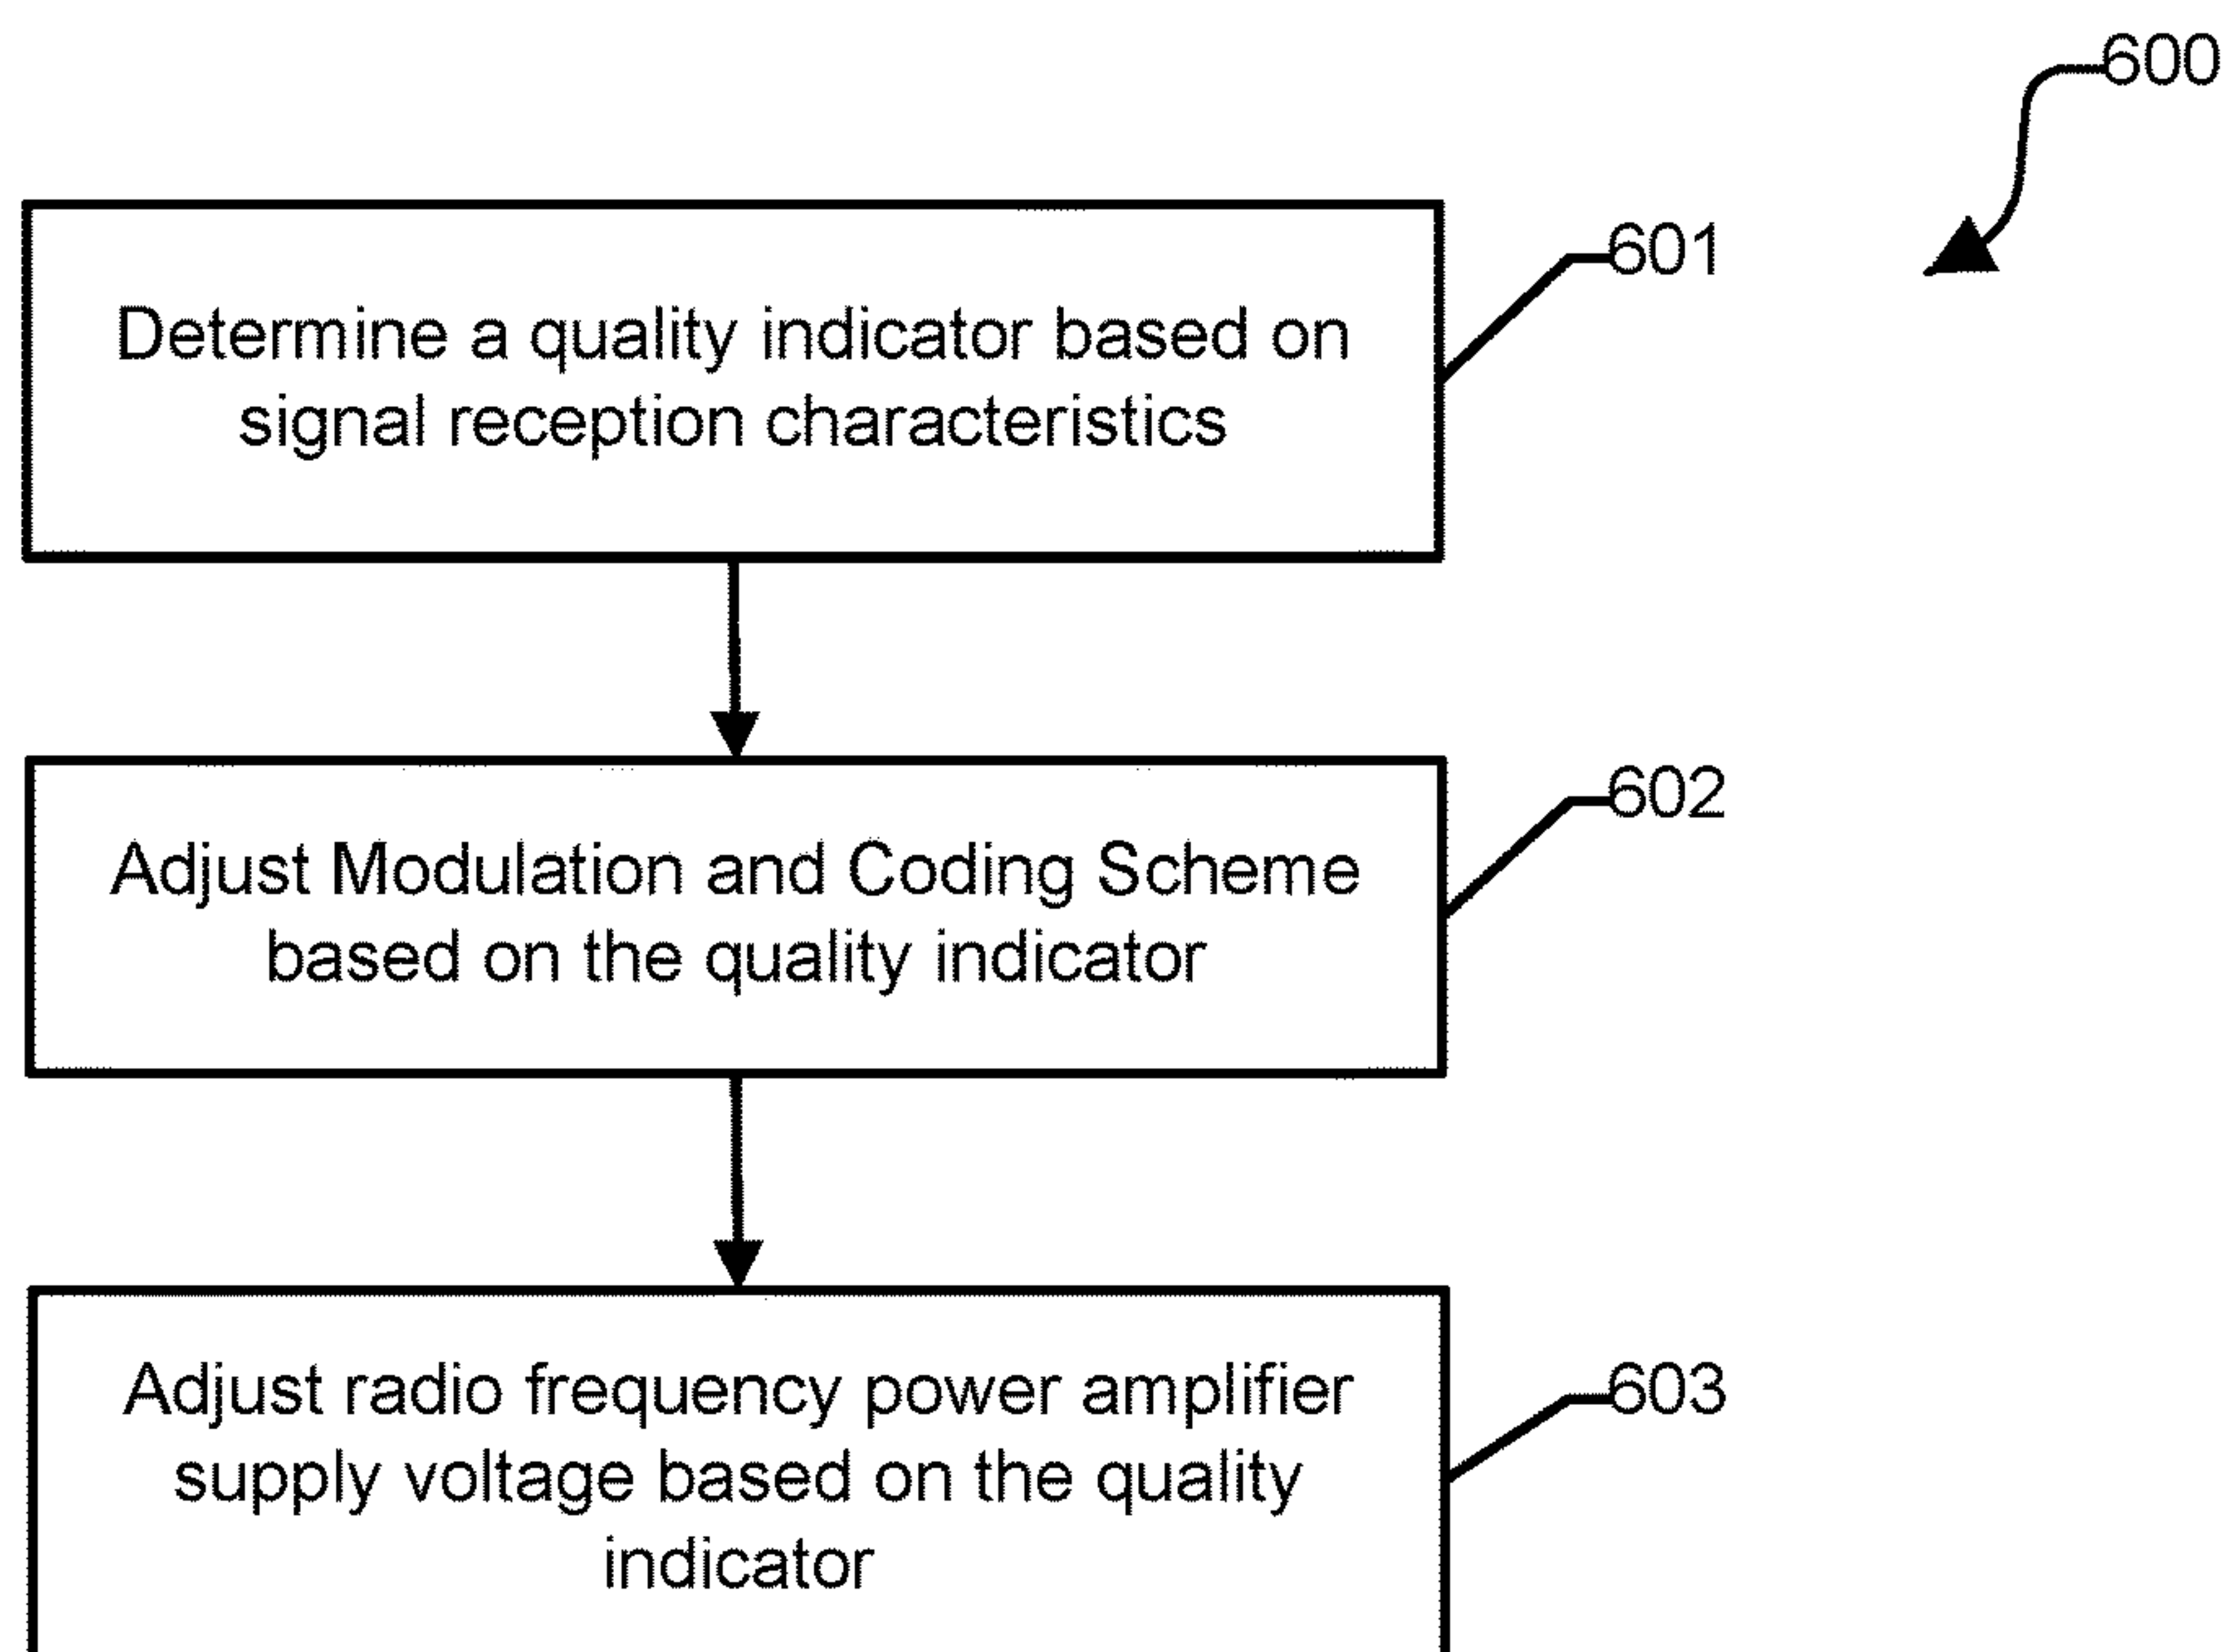 600
601
Determine a quality indicator based on
signal reception characteristics
602
Adjust Modulation and Coding Scheme
based on the quality indicator
603
Adjust radio frequency power amplifier
supply voltage based on the quality
indicator